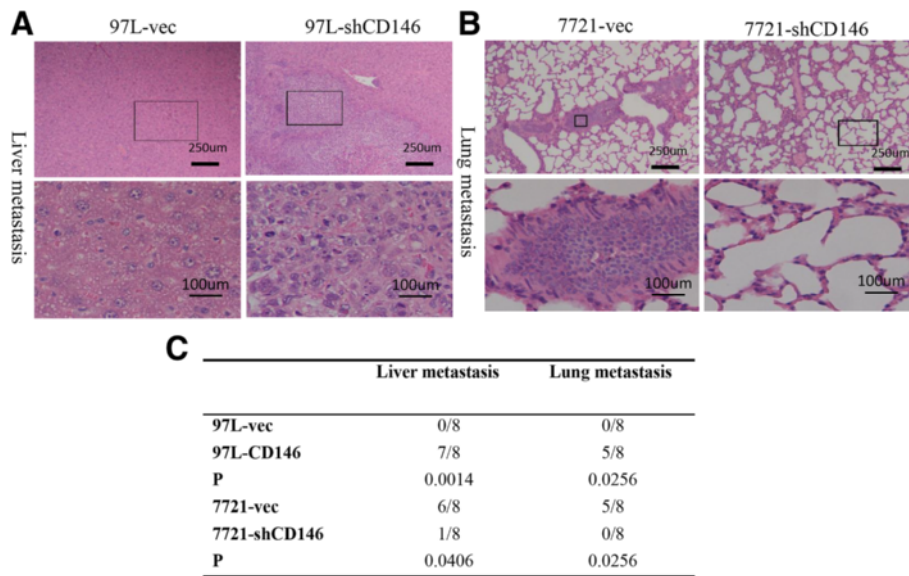 A
97L-vec 97L-shCD146
Liver metastasis
250um 250um
100um 100um
B
7721-vec 7721-shCD146
Lung metastasis
250um 250um
100um 100um
C
Liver metastasis Lung metastasis
97L-vec 0/8 0/8
97L-CD146 7/8 5/8
P 0.0014 0.0256
7721-vec 6/8 5/8
7721-shCD146 1/8 0/8
P 0.0406 0.0256